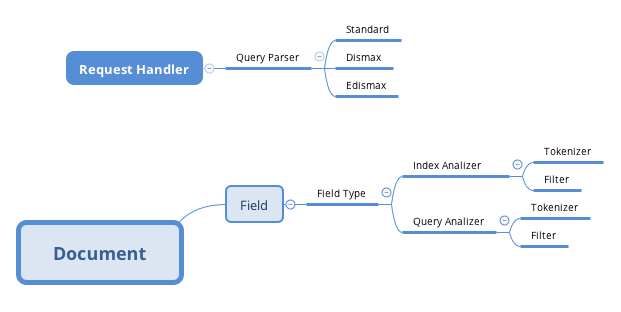 Standard
Request Handler
Query Parser
Dismax
Edismax
Tokenizer
Index Analizer
Filter
Field Type
Field
Tokenizer
Query Analizer
Filter
Document